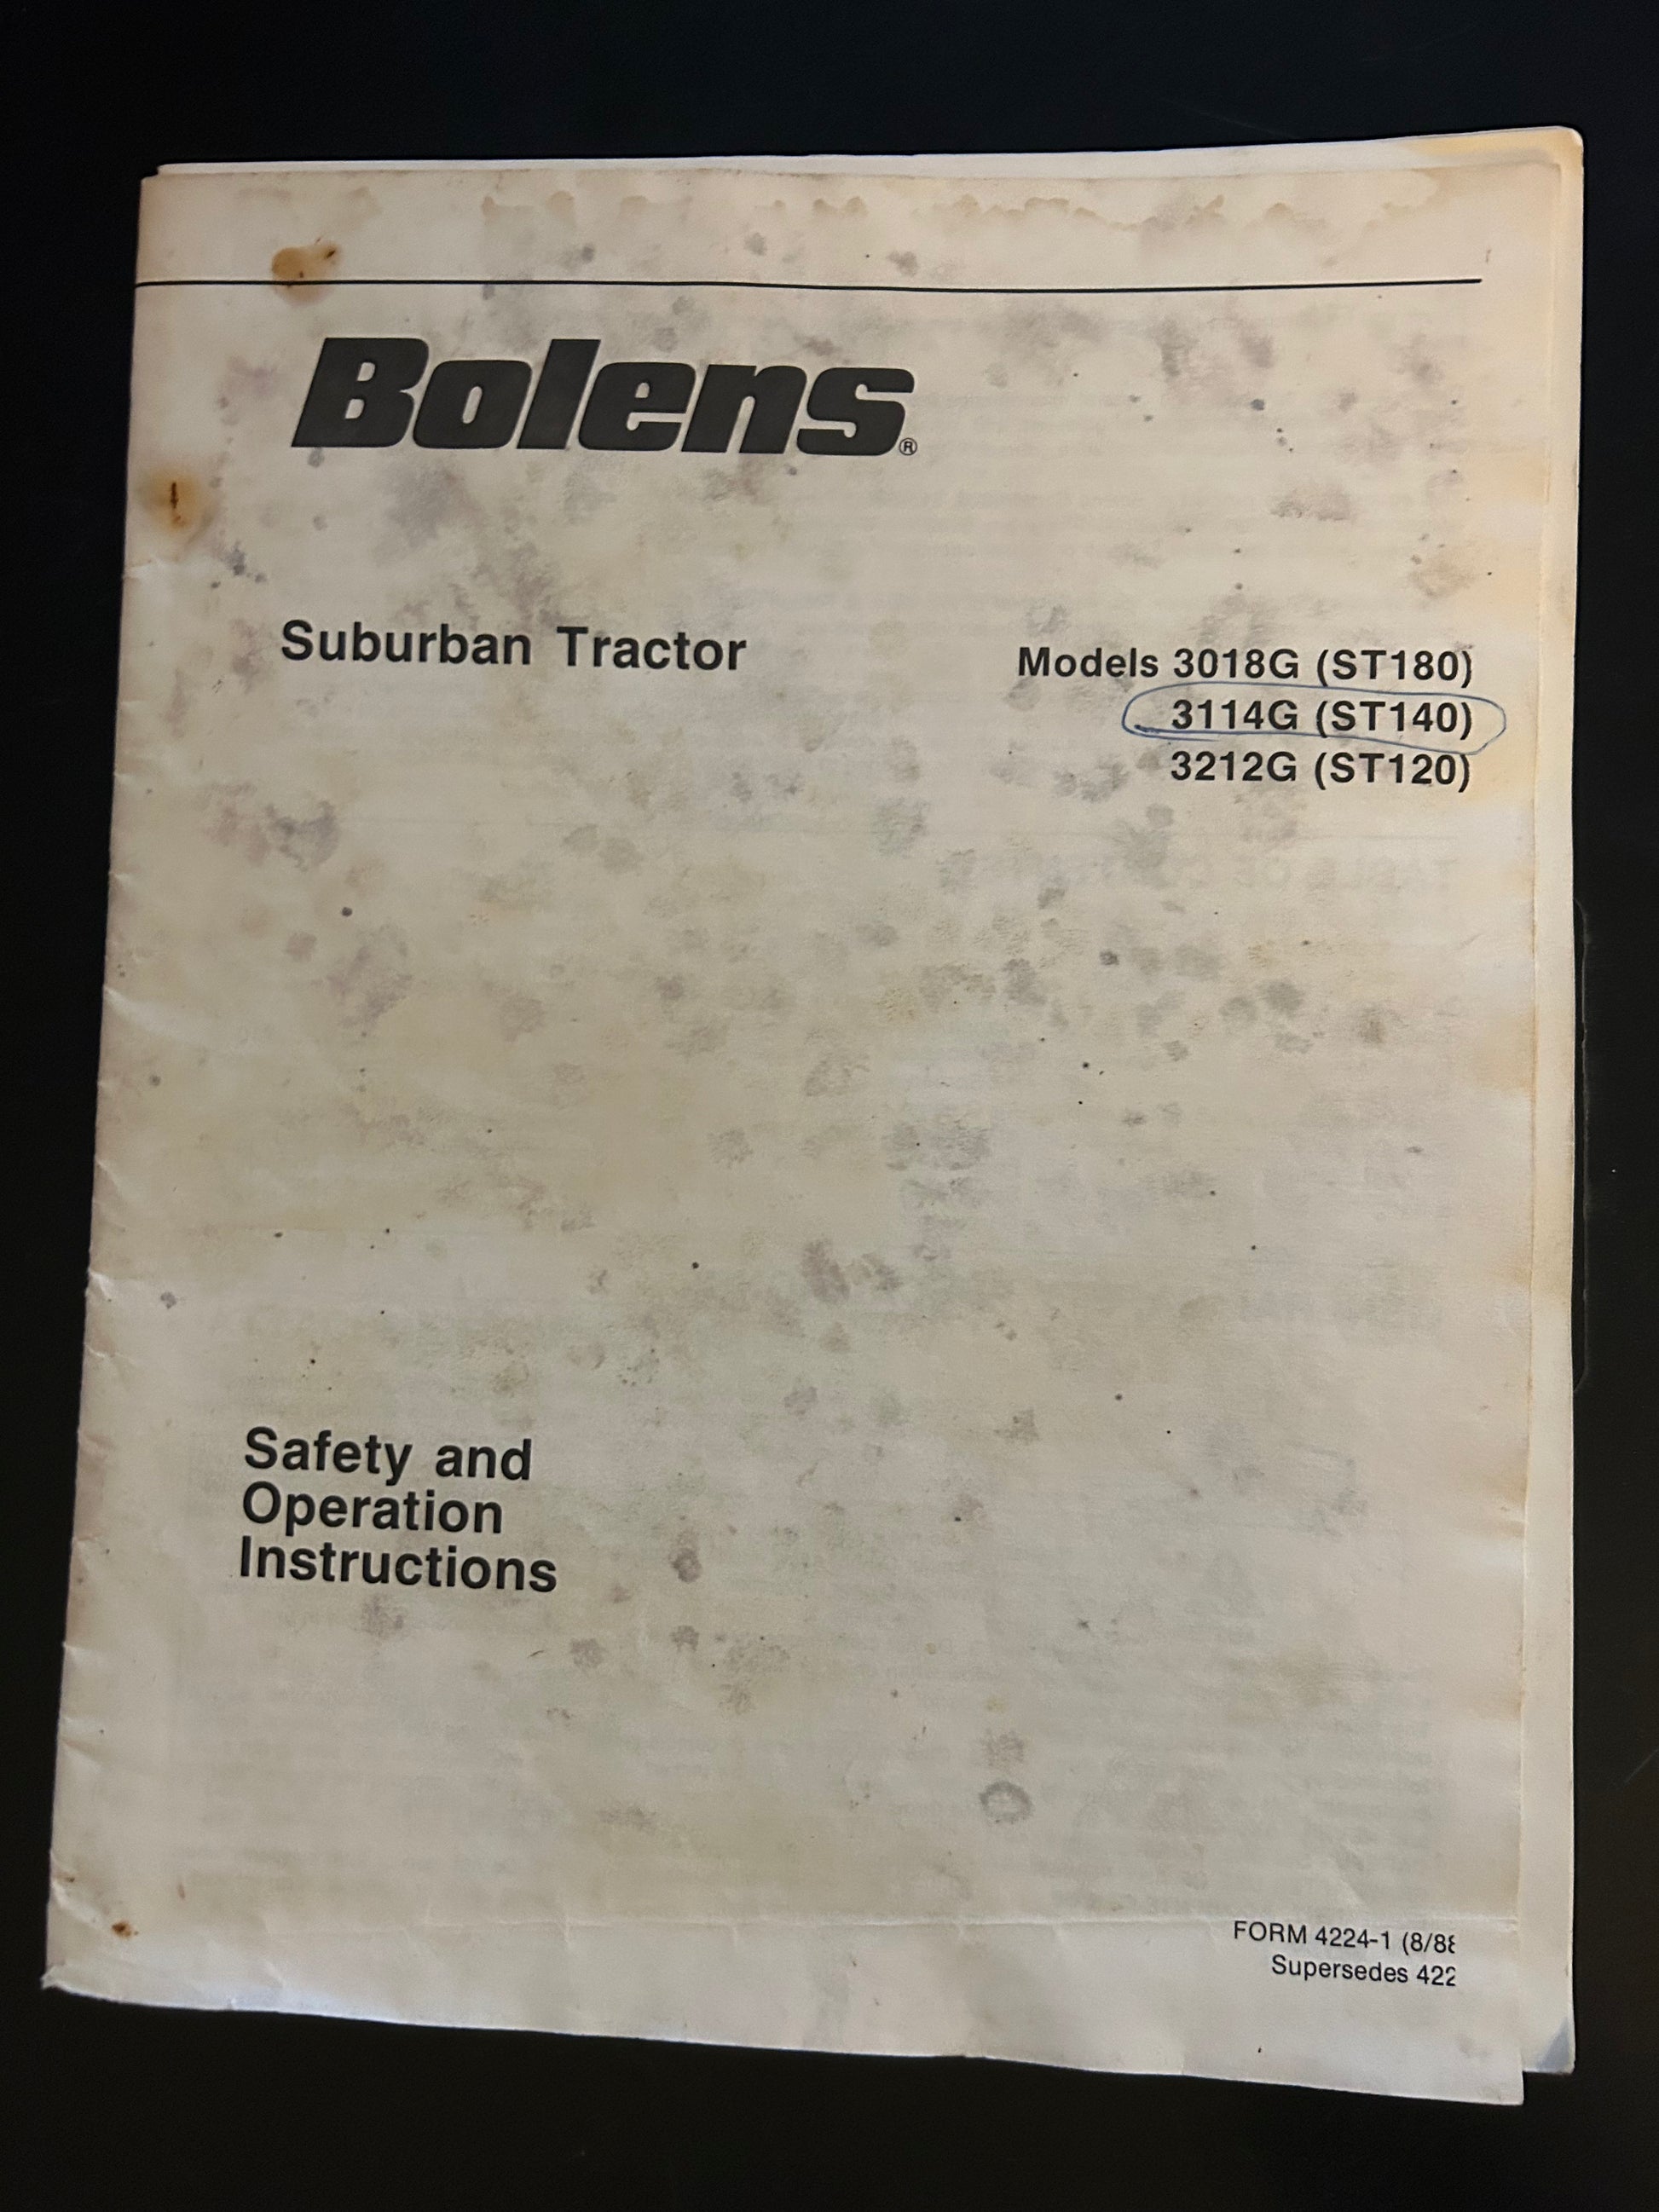 Bolens®
Suburban Tractor
Models 3018G (ST180)
3114G (ST140)
3212G (ST120)
Safety and
Operation
Instructions
FORM 4224-1 (8/88
Supersedes 422